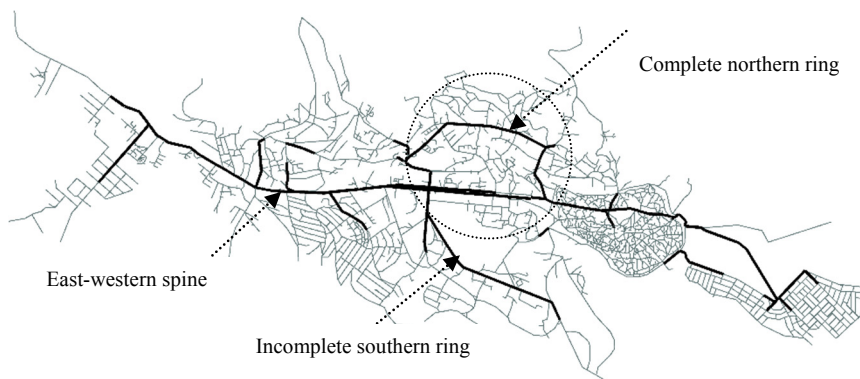 Complete northern ring
East-western spine
Incomplete southern ring